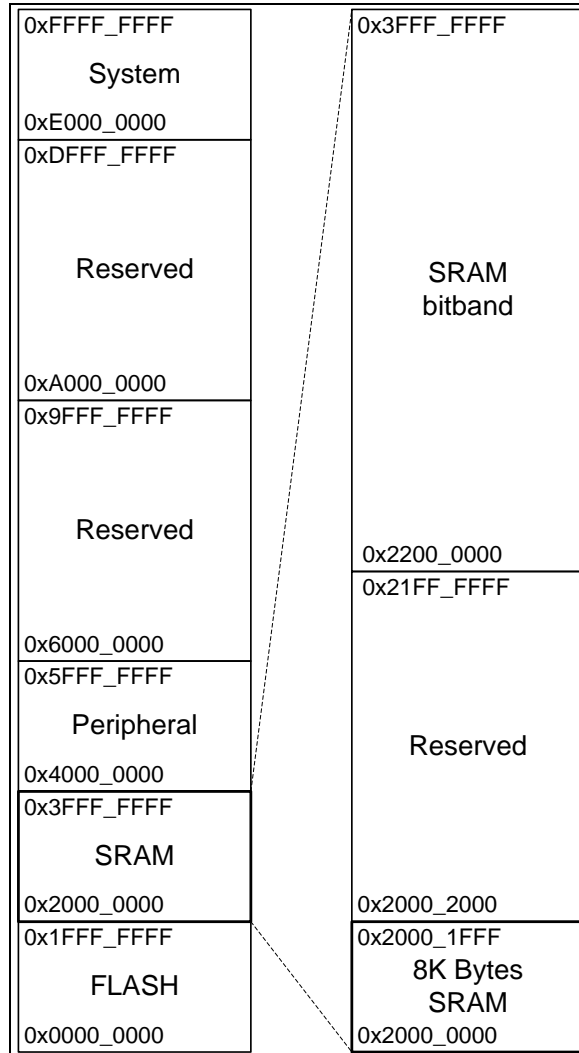 0xFFFF_FFFF
System
0xE000_0000
0xDFFF_FFFF
Reserved
0xA000_0000
0x9FFF_FFFF
Reserved
0x6000_0000
0x5FFF_FFFF
Peripheral
0x4000_0000
0x3FFF_FFFF
SRAM
0x2000_0000
0x1FFF_FFFF
FLASH
0x0000_0000
0x3FFF_FFFF
SRAM
bitband
0x2200_0000
0x21FF_FFFF
Reserved
0x2000_2000
0x2000_1FFF
8K Bytes
SRAM
0x2000_0000